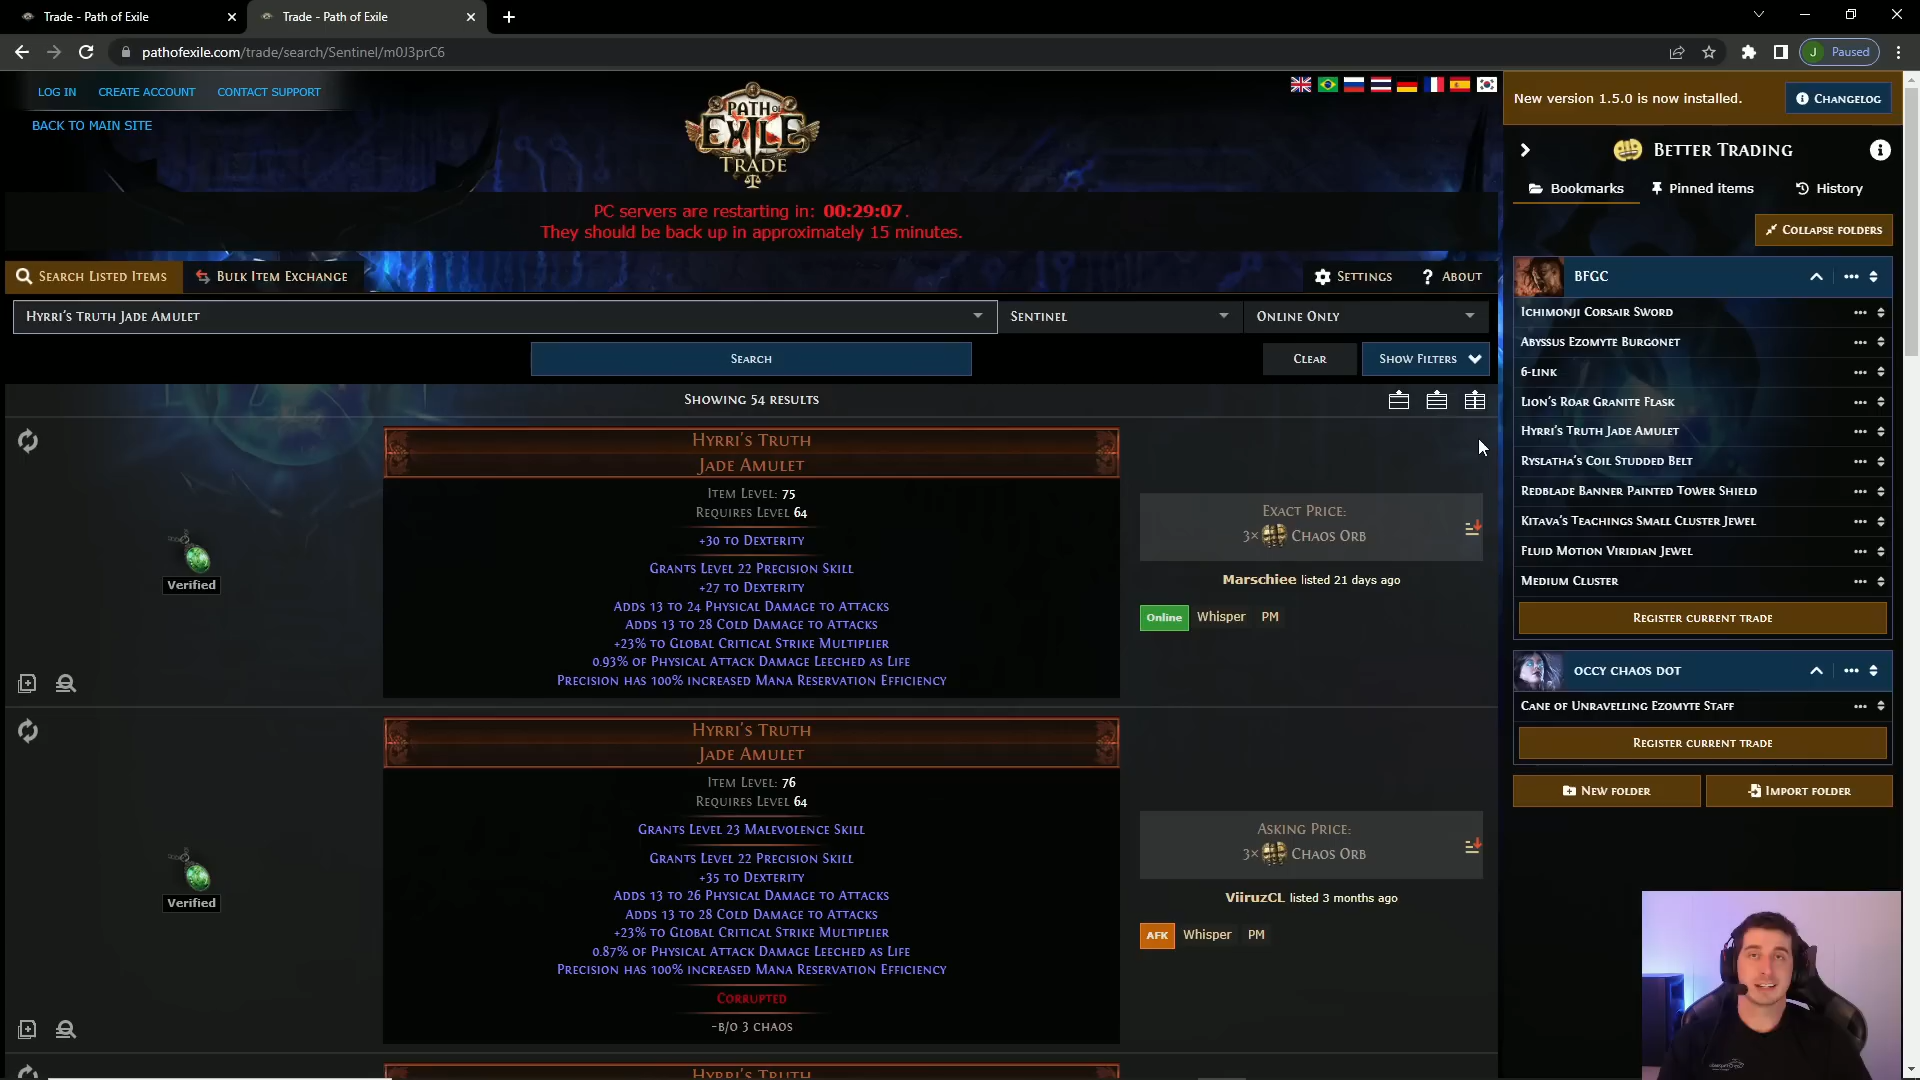 Trade - Path of Exile
Trade - Path of Exile
pathofexile.com/trade/search/Sentinel/m0J3prC6
J Paused
LOG IN CREATE ACCOUNT CONTACT SUPPORT
BACK TO MAIN SITE
PATH OF
EXILE
TRADE
PC servers are restarting in: 00:29:07.
They should be back up in approximately 15 minutes.
Search Listed Items
Bulk Item Exchange
Settings
? About
Hyrri's Truth Jade Amulet
Sentinel
Online Only
Search
Clear
Show Filters
Showing 54 results
Hyrri's Truth
Jade Amulet
Item Level: 75
Requires Level 64
+30 to Dexterity
Grants Level 22 Precision Skill
+27 to Dexterity
Adds 13 to 24 Physical Damage to Attacks
Adds 13 to 28 Cold Damage to Attacks
+23% to Global Critical Strike Multiplier
0.93% of Physical Attack Damage Leeched as Life
Precision has 100% increased Mana Reservation Efficiency
Verified
Exact Price:
3× Chaos Orb
Marschiee listed 21 days ago
Online Whisper PM
Hyrri's Truth
Jade Amulet
Item Level: 76
Requires Level 64
Grants Level 23 Malevolence Skill
Grants Level 22 Precision Skill
+35 to Dexterity
Adds 13 to 26 Physical Damage to Attacks
Adds 13 to 28 Cold Damage to Attacks
+23% to Global Critical Strike Multiplier
0.87% of Physical Attack Damage Leeched as Life
Precision has 100% increased Mana Reservation Efficiency
Corrupted
~b/o 3 chaos
Verified
Asking Price:
3× Chaos Orb
ViiruzCL listed 3 months ago
AFK Whisper PM
Hyrri's Truth
New version 1.5.0 is now installed.
Changelog
Better Trading
Bookmarks
Pinned items
History
Collapse folders
BFGC
Ichimonji Corsair Sword
Abyssus Ezomyte Burgonet
6-link
Lion's Roar Granite Flask
Hyrri's Truth Jade Amulet
Ryslatha's Coil Studded Belt
Redblade Banner Painted Tower Shield
Kitava's Teachings Small Cluster Jewel
Fluid Motion Viridian Jewel
Medium Cluster
Register current trade
occy chaos dot
Cane of Unravelling Ezomyte Staff
Register current trade
New folder
Import folder